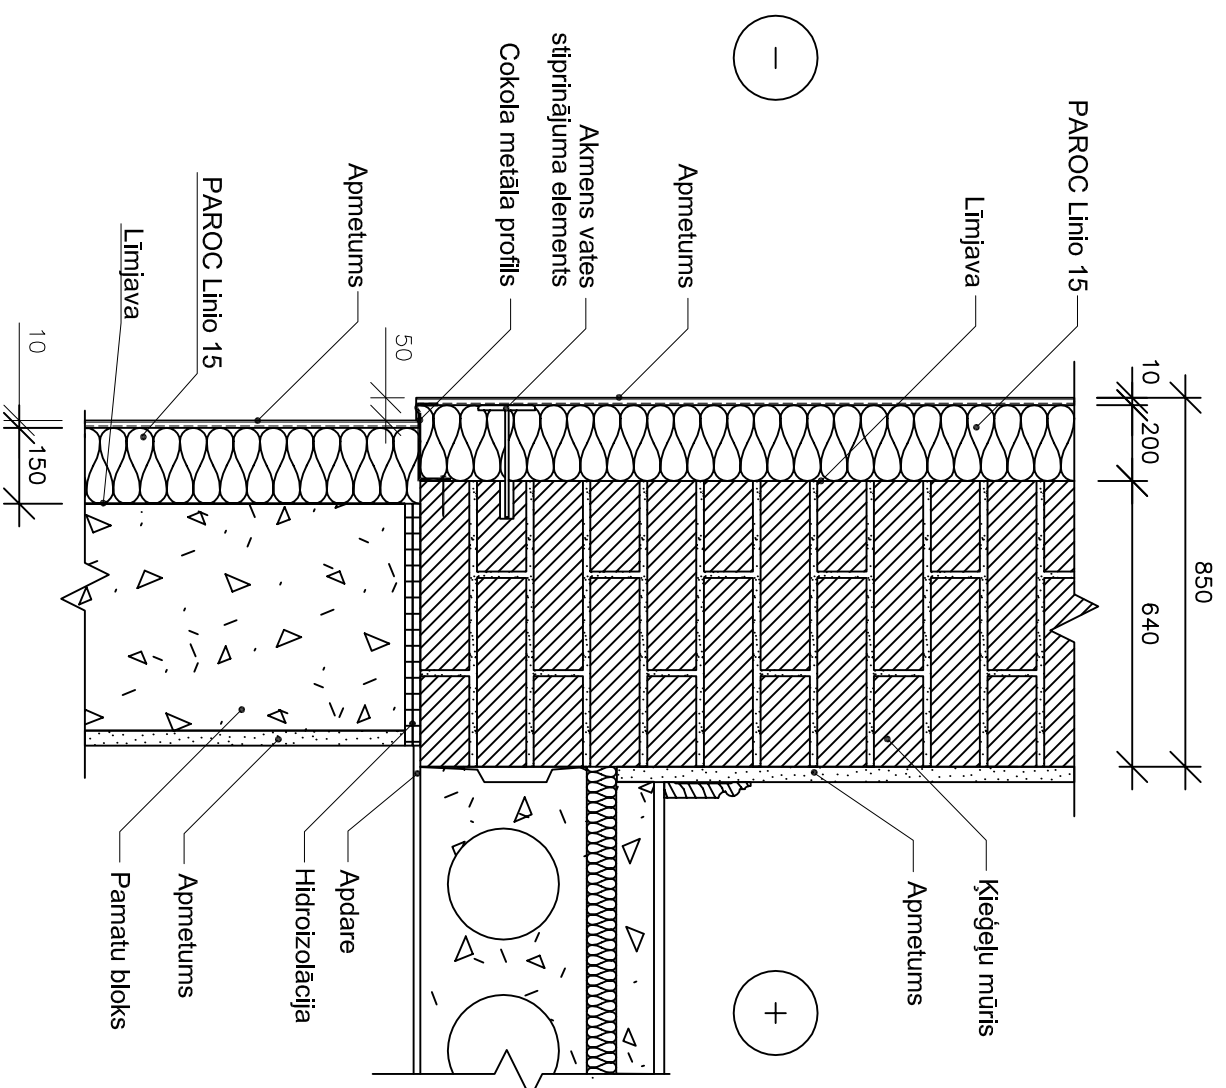 850
10
200
640
PAROC Linio 15
Līmjava
Apmetums
Akmens vates
stiprinājuma elements
Cokola metāla profils
Apmetums
PAROC Linio 15
Līmjava
50
10
150
Ķieģeļu mūris
Apmetums
Apdare
Hidroizolācija
Apmetums
Pamatu bloks
−
+